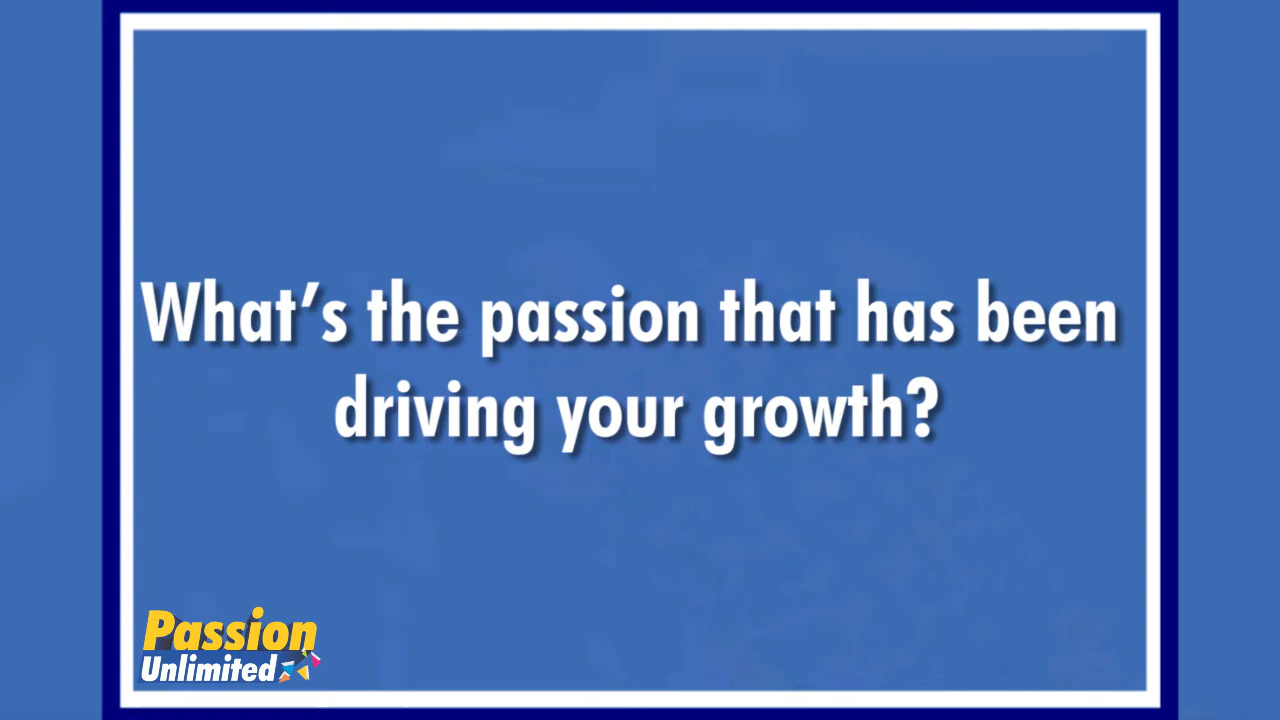 What’s the passion that has been
driving your growth?
Passion
Unlimited